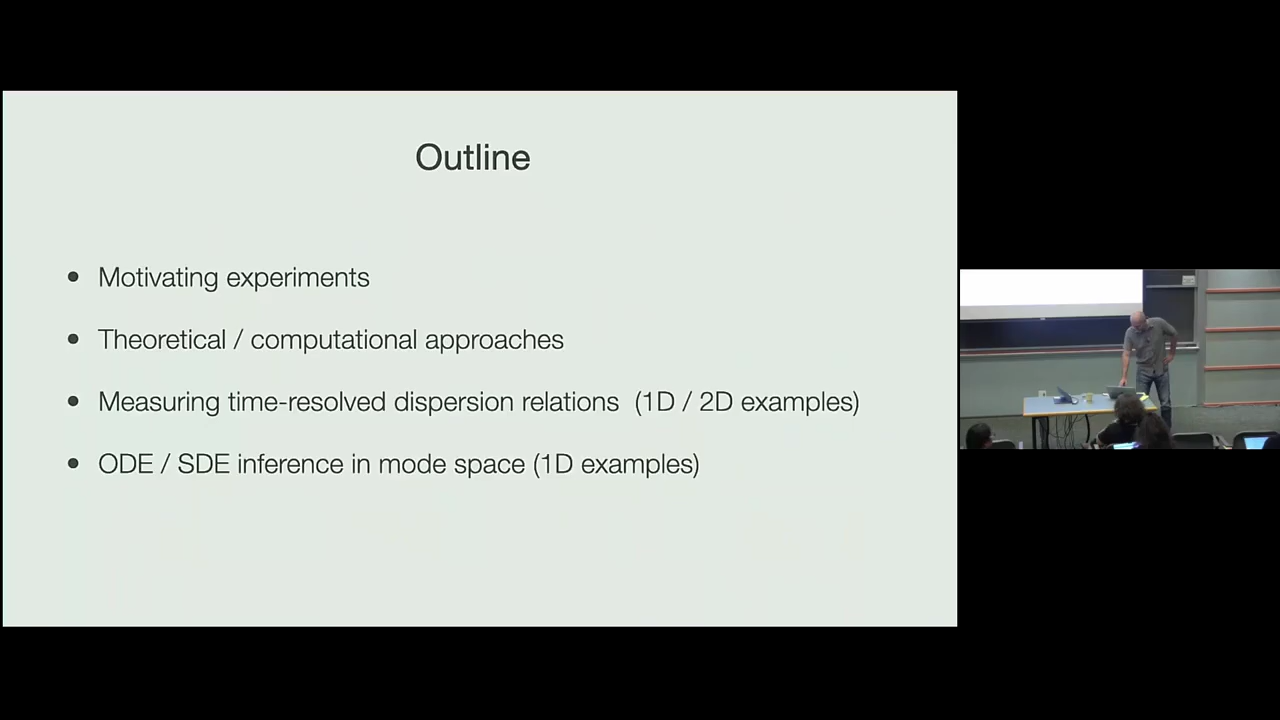 Outline
• Motivating experiments
• Theoretical / computational approaches
• Measuring time-resolved dispersion relations (1D / 2D examples)
• ODE / SDE inference in mode space (1D examples)